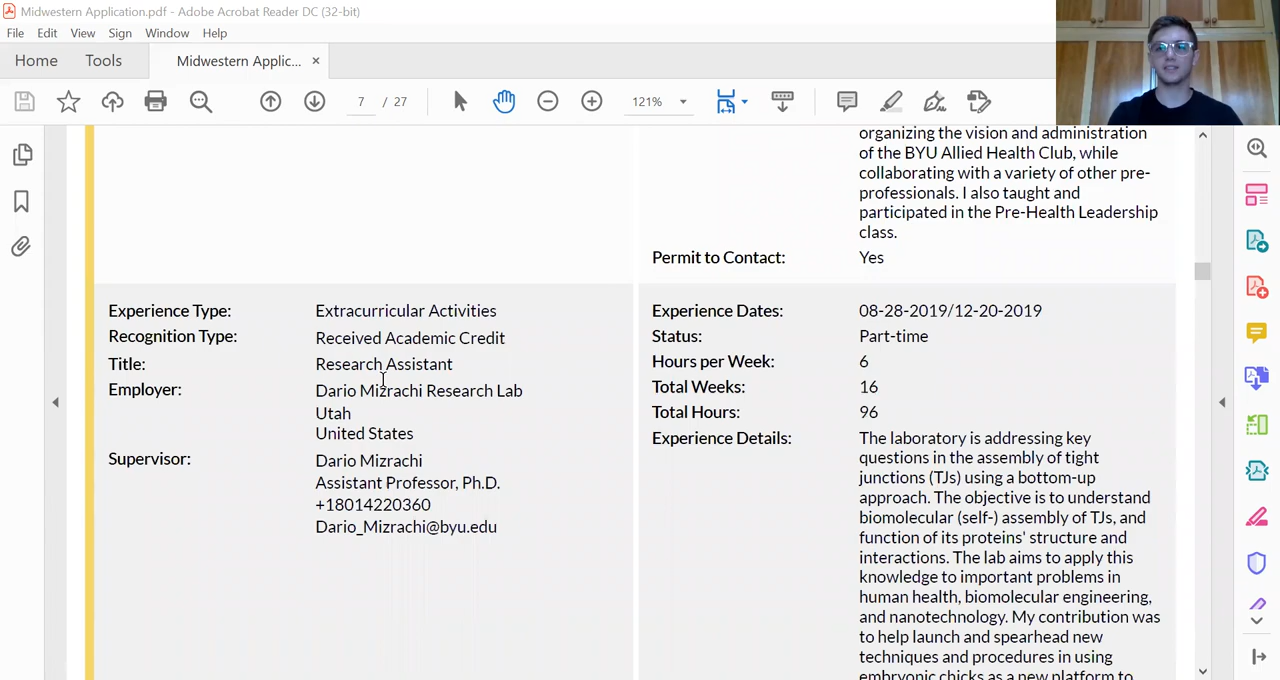 Midwestern Application.pdf - Adobe Acrobat Reader DC (32-bit)
File Edit View Sign Window Help
Home Tools Midwestern Applic... ×
7 / 27 121%
organizing the vision and administration
of the BYU Allied Health Club, while
collaborating with a variety of other pre-
professionals. I also taught and
participated in the Pre-Health Leadership
class.
Permit to Contact: Yes
Experience Type: Extracurricular Activities
Recognition Type: Received Academic Credit
Title: Research Assistant
Employer: Dario Mizrachi Research Lab
Utah
United States
Supervisor: Dario Mizrachi
Assistant Professor, Ph.D.
+18014220360
Dario_Mizrachi@byu.edu
Experience Dates: 08-28-2019/12-20-2019
Status: Part-time
Hours per Week: 6
Total Weeks: 16
Total Hours: 96
Experience Details: The laboratory is addressing key
questions in the assembly of tight
junctions (TJs) using a bottom-up
approach. The objective is to understand
biomolecular (self-) assembly of TJs, and
function of its proteins' structure and
interactions. The lab aims to apply this
knowledge to important problems in
human health, biomolecular engineering,
and nanotechnology. My contribution was
to help launch and spearhead new
techniques and procedures in using
embryonic chicks as a new platform to